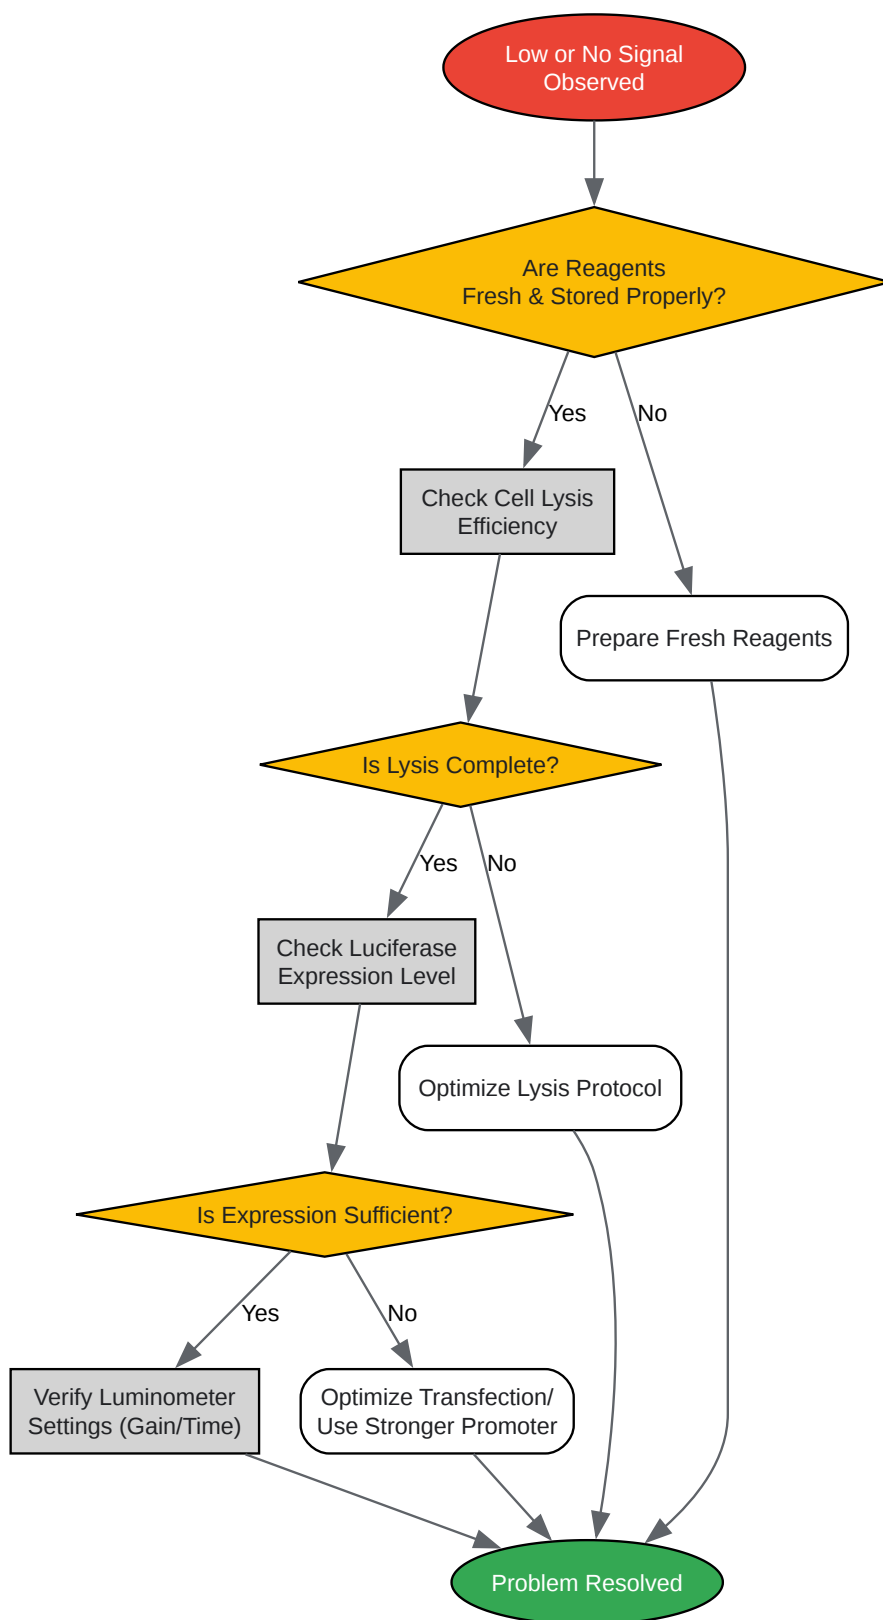 Low or No Signal
Observed
Are Reagents
Fresh & Stored Properly?
Yes
No
Check Cell Lysis
Efficiency
Prepare Fresh Reagents
Is Lysis Complete?
Yes
No
Check Luciferase
Expression Level
Optimize Lysis Protocol
Is Expression Sufficient?
Yes
No
Verify Luminometer
Settings (Gain/Time)
Optimize Transfection/
Use Stronger Promoter
Problem Resolved